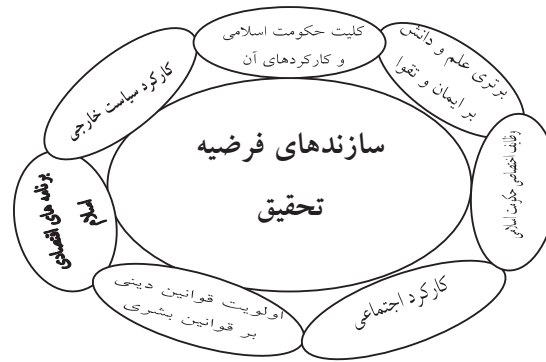 کلیت حکومت اسلامی
و کارکردهای آن
برتری علم و دانش
بر ایمان و تقوا
وظایف اختصاصی حکومت اسلامی
کارکرد اجتماعی
اولویت قوانین دینی
بر قوانین بشری
برنامه های اقتصادی
اسلام
کارکرد سیاست خارجی
سازندهای فرضیه
تحقیق